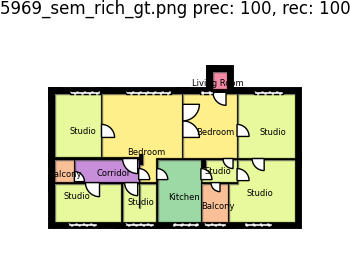 5969_sem_rich_gt.png prec: 100, rec: 100
Living Room
Studio
Bedroom
Studio
Bedroom
alcony
Corridor
Studio
Studio
Studio
Kitchen
Balcony
Studio